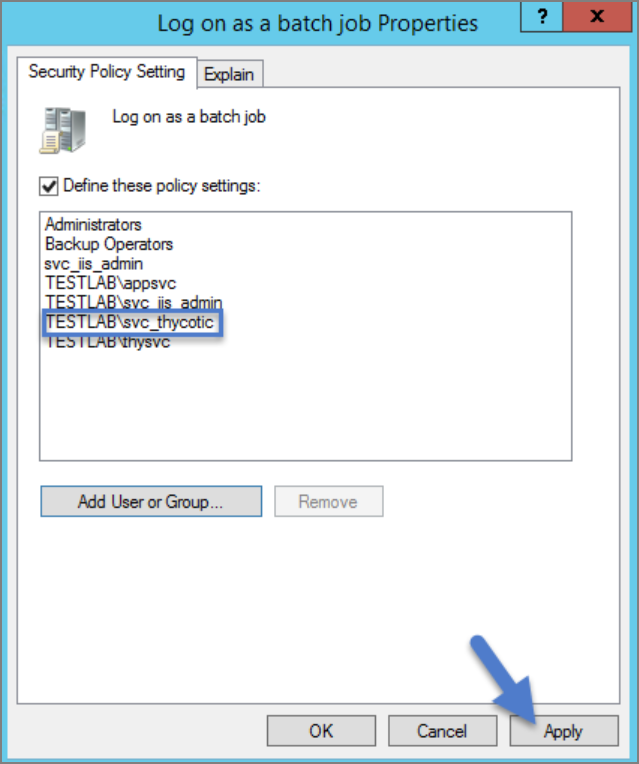 Log on as a batch job Properties
?
x
Security Policy Setting
Explain
Log on as a batch job
Define these policy settings:
Administrators
Backup Operators
svc_iis_admin
TESTLAB\appsvc
TESTLAB\svc_iis_admin
TESTLAB\svc_thycotic
TESTLAB\thysvc
Add User or Group...
Remove
OK
Cancel
Apply